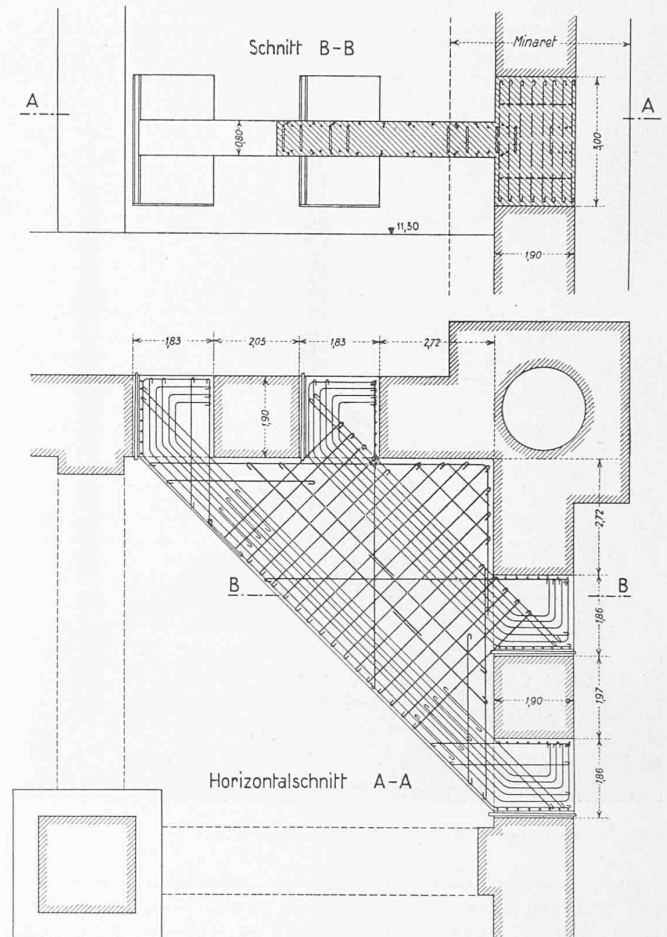 Schnitt B-B
Minaret
A
A
0,80
3,00
11,30
1,90
1,83
2,05
1,83
2,72
1,90
2,72
B
B
1,86
1,97
1,90
1,86
Horizontalschnitt A-A